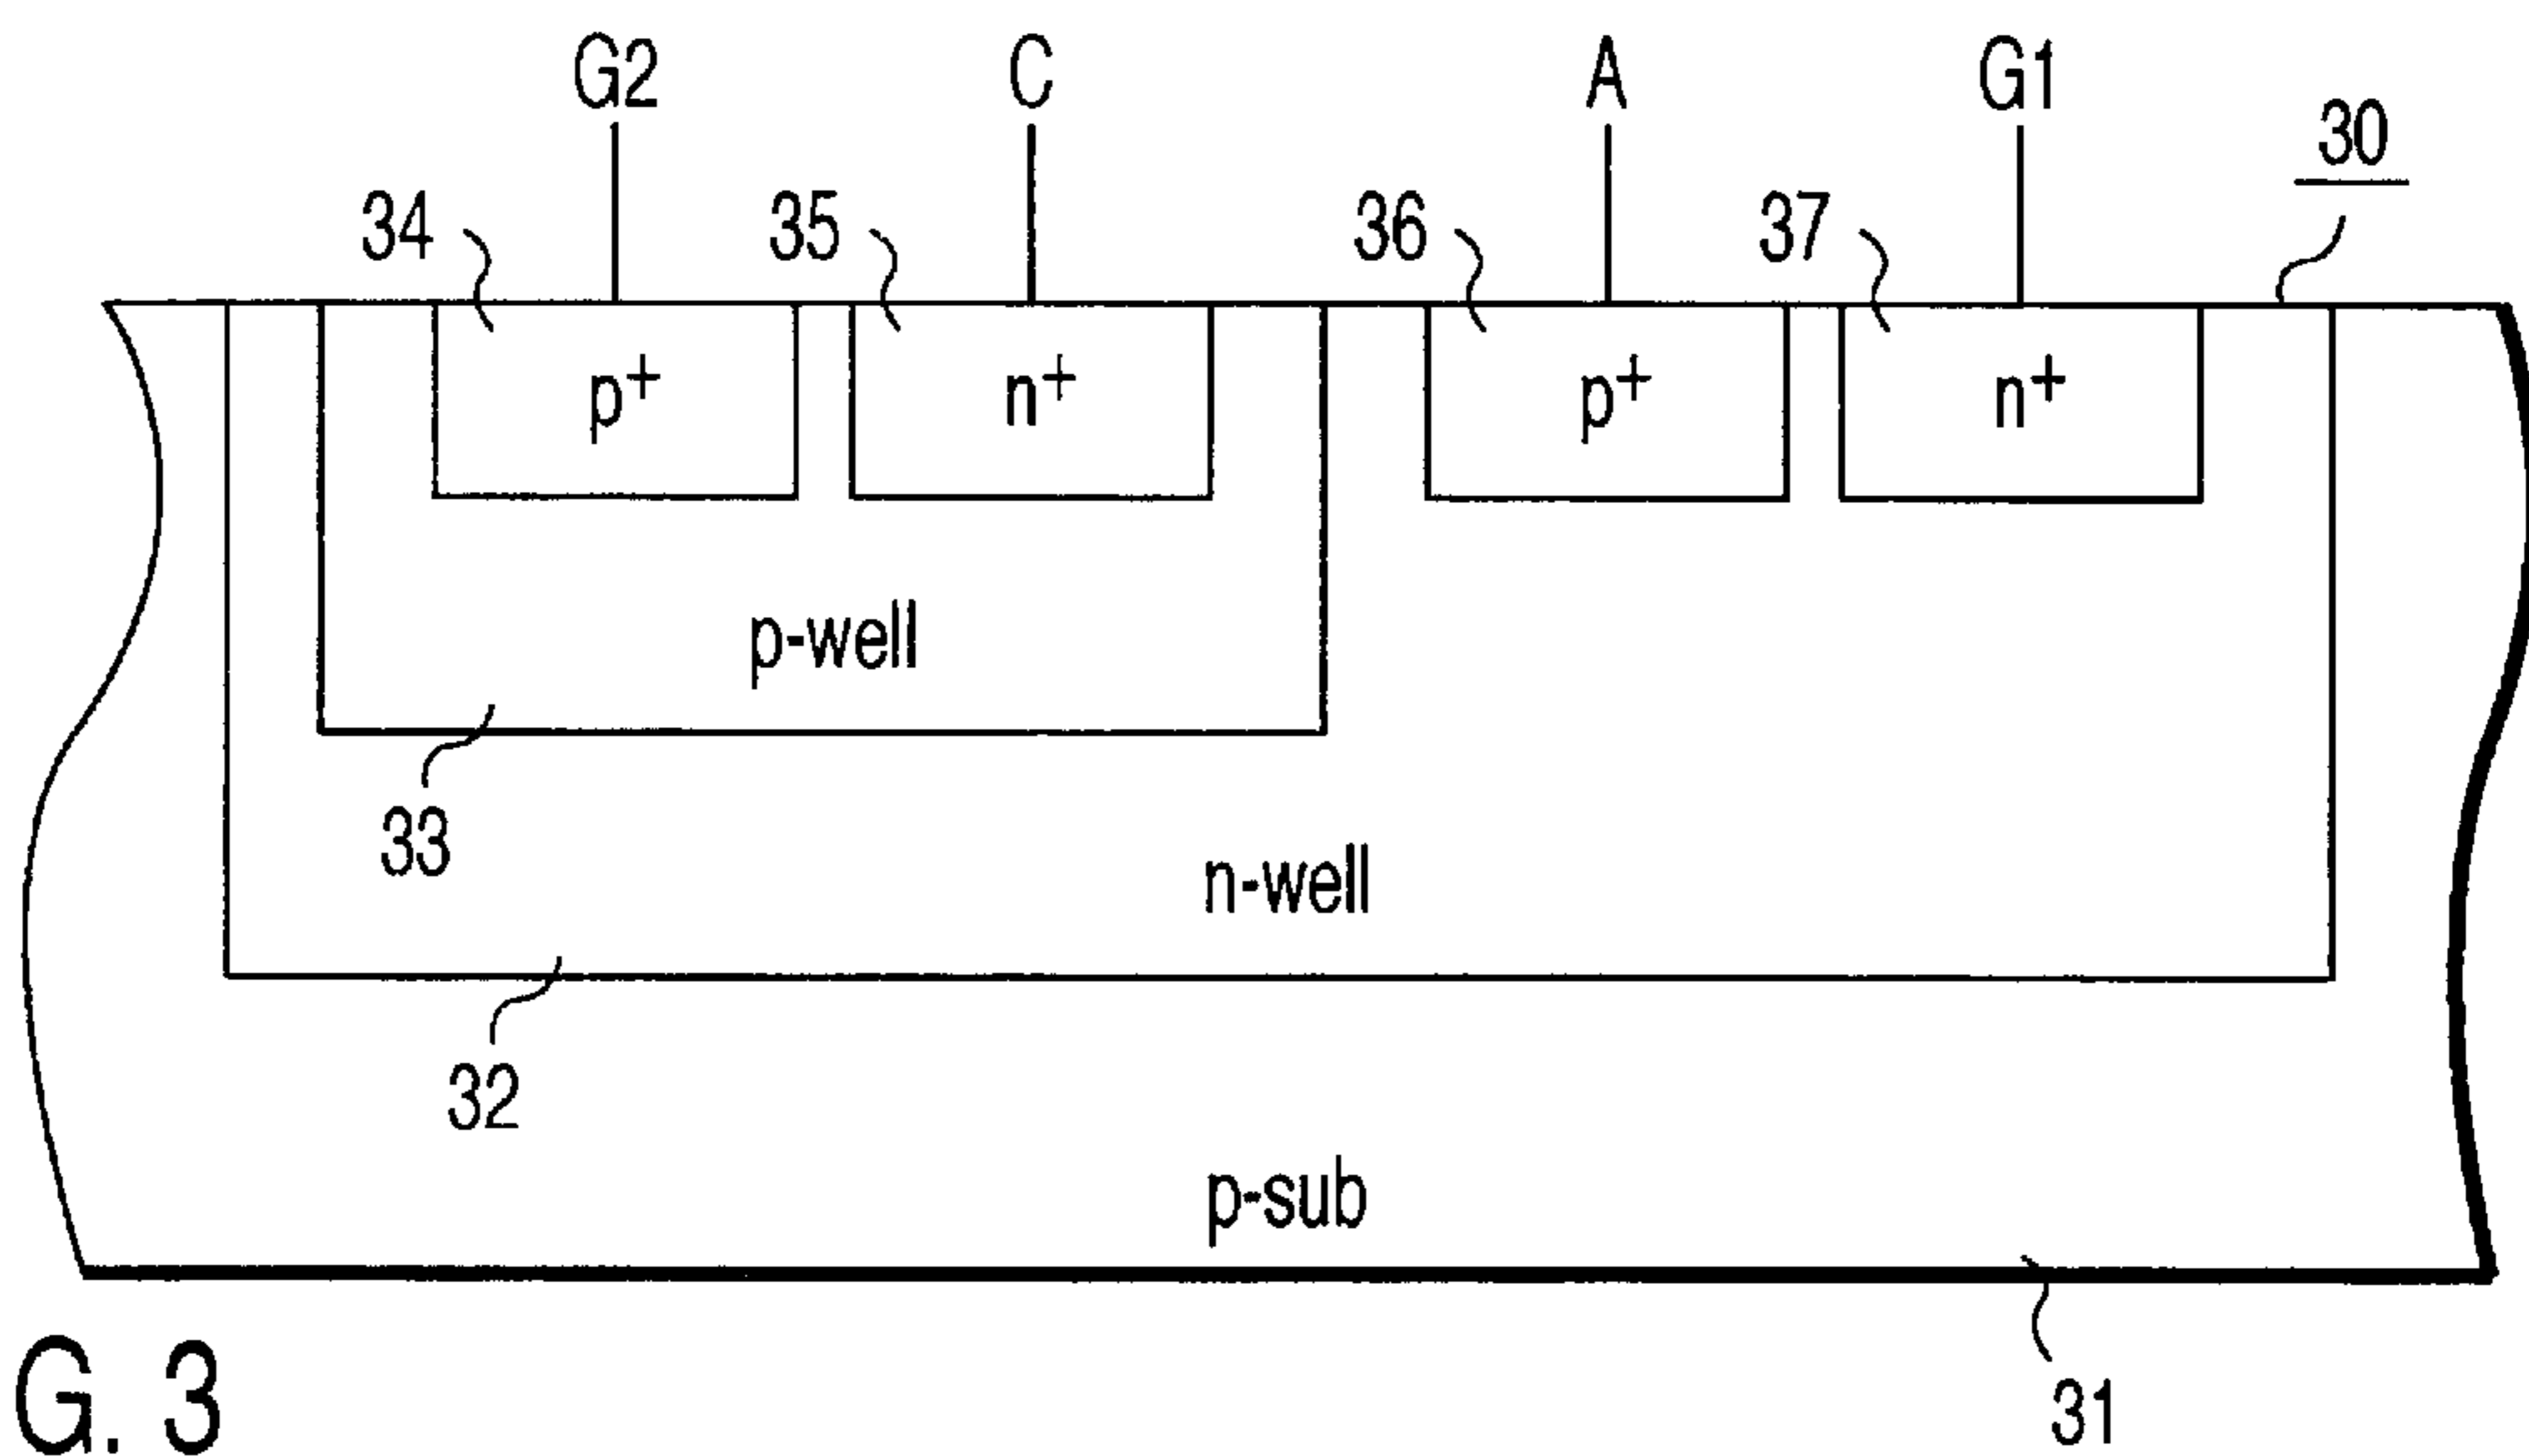 G2 C A G1
30
34 35 36 37
p+ n+ p+ n+
p-well
33
n-well
32
p-sub
31
G. 3